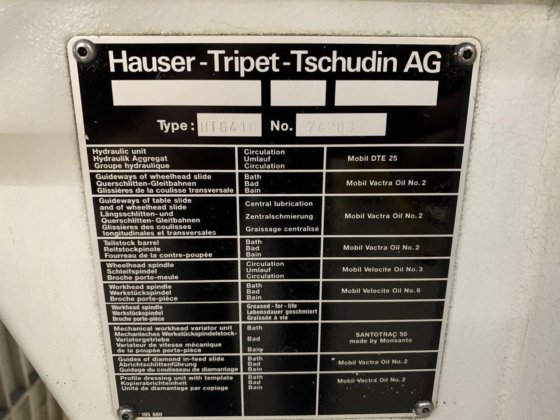 Hauser-Tripet-Tschudin AG
Type: HTG410 No.
Hydraulic unit Circulation
Hydraulik Aggregat Umlauf Mobil DTE 25
Groupe hydraulique Circulation
Guideways of wheelhead slide Bath
Querschlitten-Gleitbahnen Bad Mobil Vactra Oil No. 2
Glissières de la coulisse transversale Bain
Guideways of table slide
and of wheelhead slide Central lubrication
Längsschlitten- und Zentralschmierung Mobil Vactra Oil No. 2
Querschlitten-Gleitbahnen
Glissières des coulisses Graissage centralisé
longitudinales et transversales
Tailstock barrel Bath
Reitstockpinole Bad Mobil Vactra Oil No. 2
Fourreau de la contre-poupée Bain
Wheelhead spindle Circulation
Schleifspindel Umlauf Mobil Velocite Oil No. 3
Broche porte-meule Circulation
Workhead spindle Bath
Werkstückspindel Bad Mobil Velocite Oil No. 6
Broche porte-pièce Bain
Workhead spindle Greased-for-life
Werkstückspindel Lebensdauer geschmiert
Broche porte-pièce Graissée à vie
Mechanical workhead variator unit Bath
Mechanisches Werkstückspindelstock-
Variatorgetriebe Bad SANTOTRAC 50
Variateur de vitesse mécanique made by Monsanto
de la poupée porte-pièce Bain
Guides of diamond in-feed slide Bath
Abrichtschlittenführung Bad Mobil Vactra Oil No. 2
Guidage du coulisseau de diamantage Bain
Profile dressing unit with template Bath
Kopierabrichteinheit Bad Mobil Vactra Oil No. 2
Unité de diamantage par copiage Bain
105 680